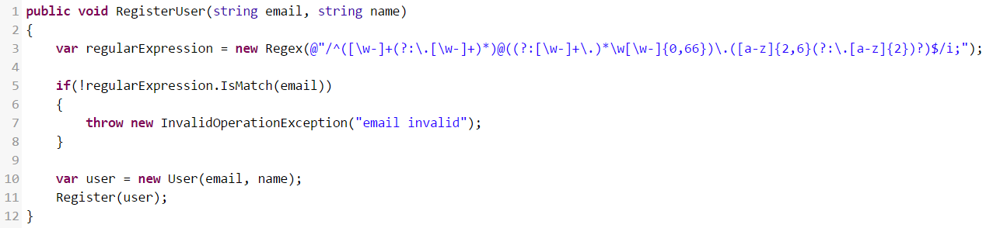 1 public void RegisterUser(string email, string name)
2 {
3     var regularExpression = new Regex(@"/^([\w-]+(?:\.[\w-]+)*)@((?:[\w-]+\.)*\w[\w-]{0,66})\.([a-z]{2,6}(?:\.[a-z]{2})?)$/i;");
4
5     if(!regularExpression.IsMatch(email))
6     {
7         throw new InvalidOperationException("email invalid");
8     }
9
10     var user = new User(email, name);
11     Register(user);
12 }